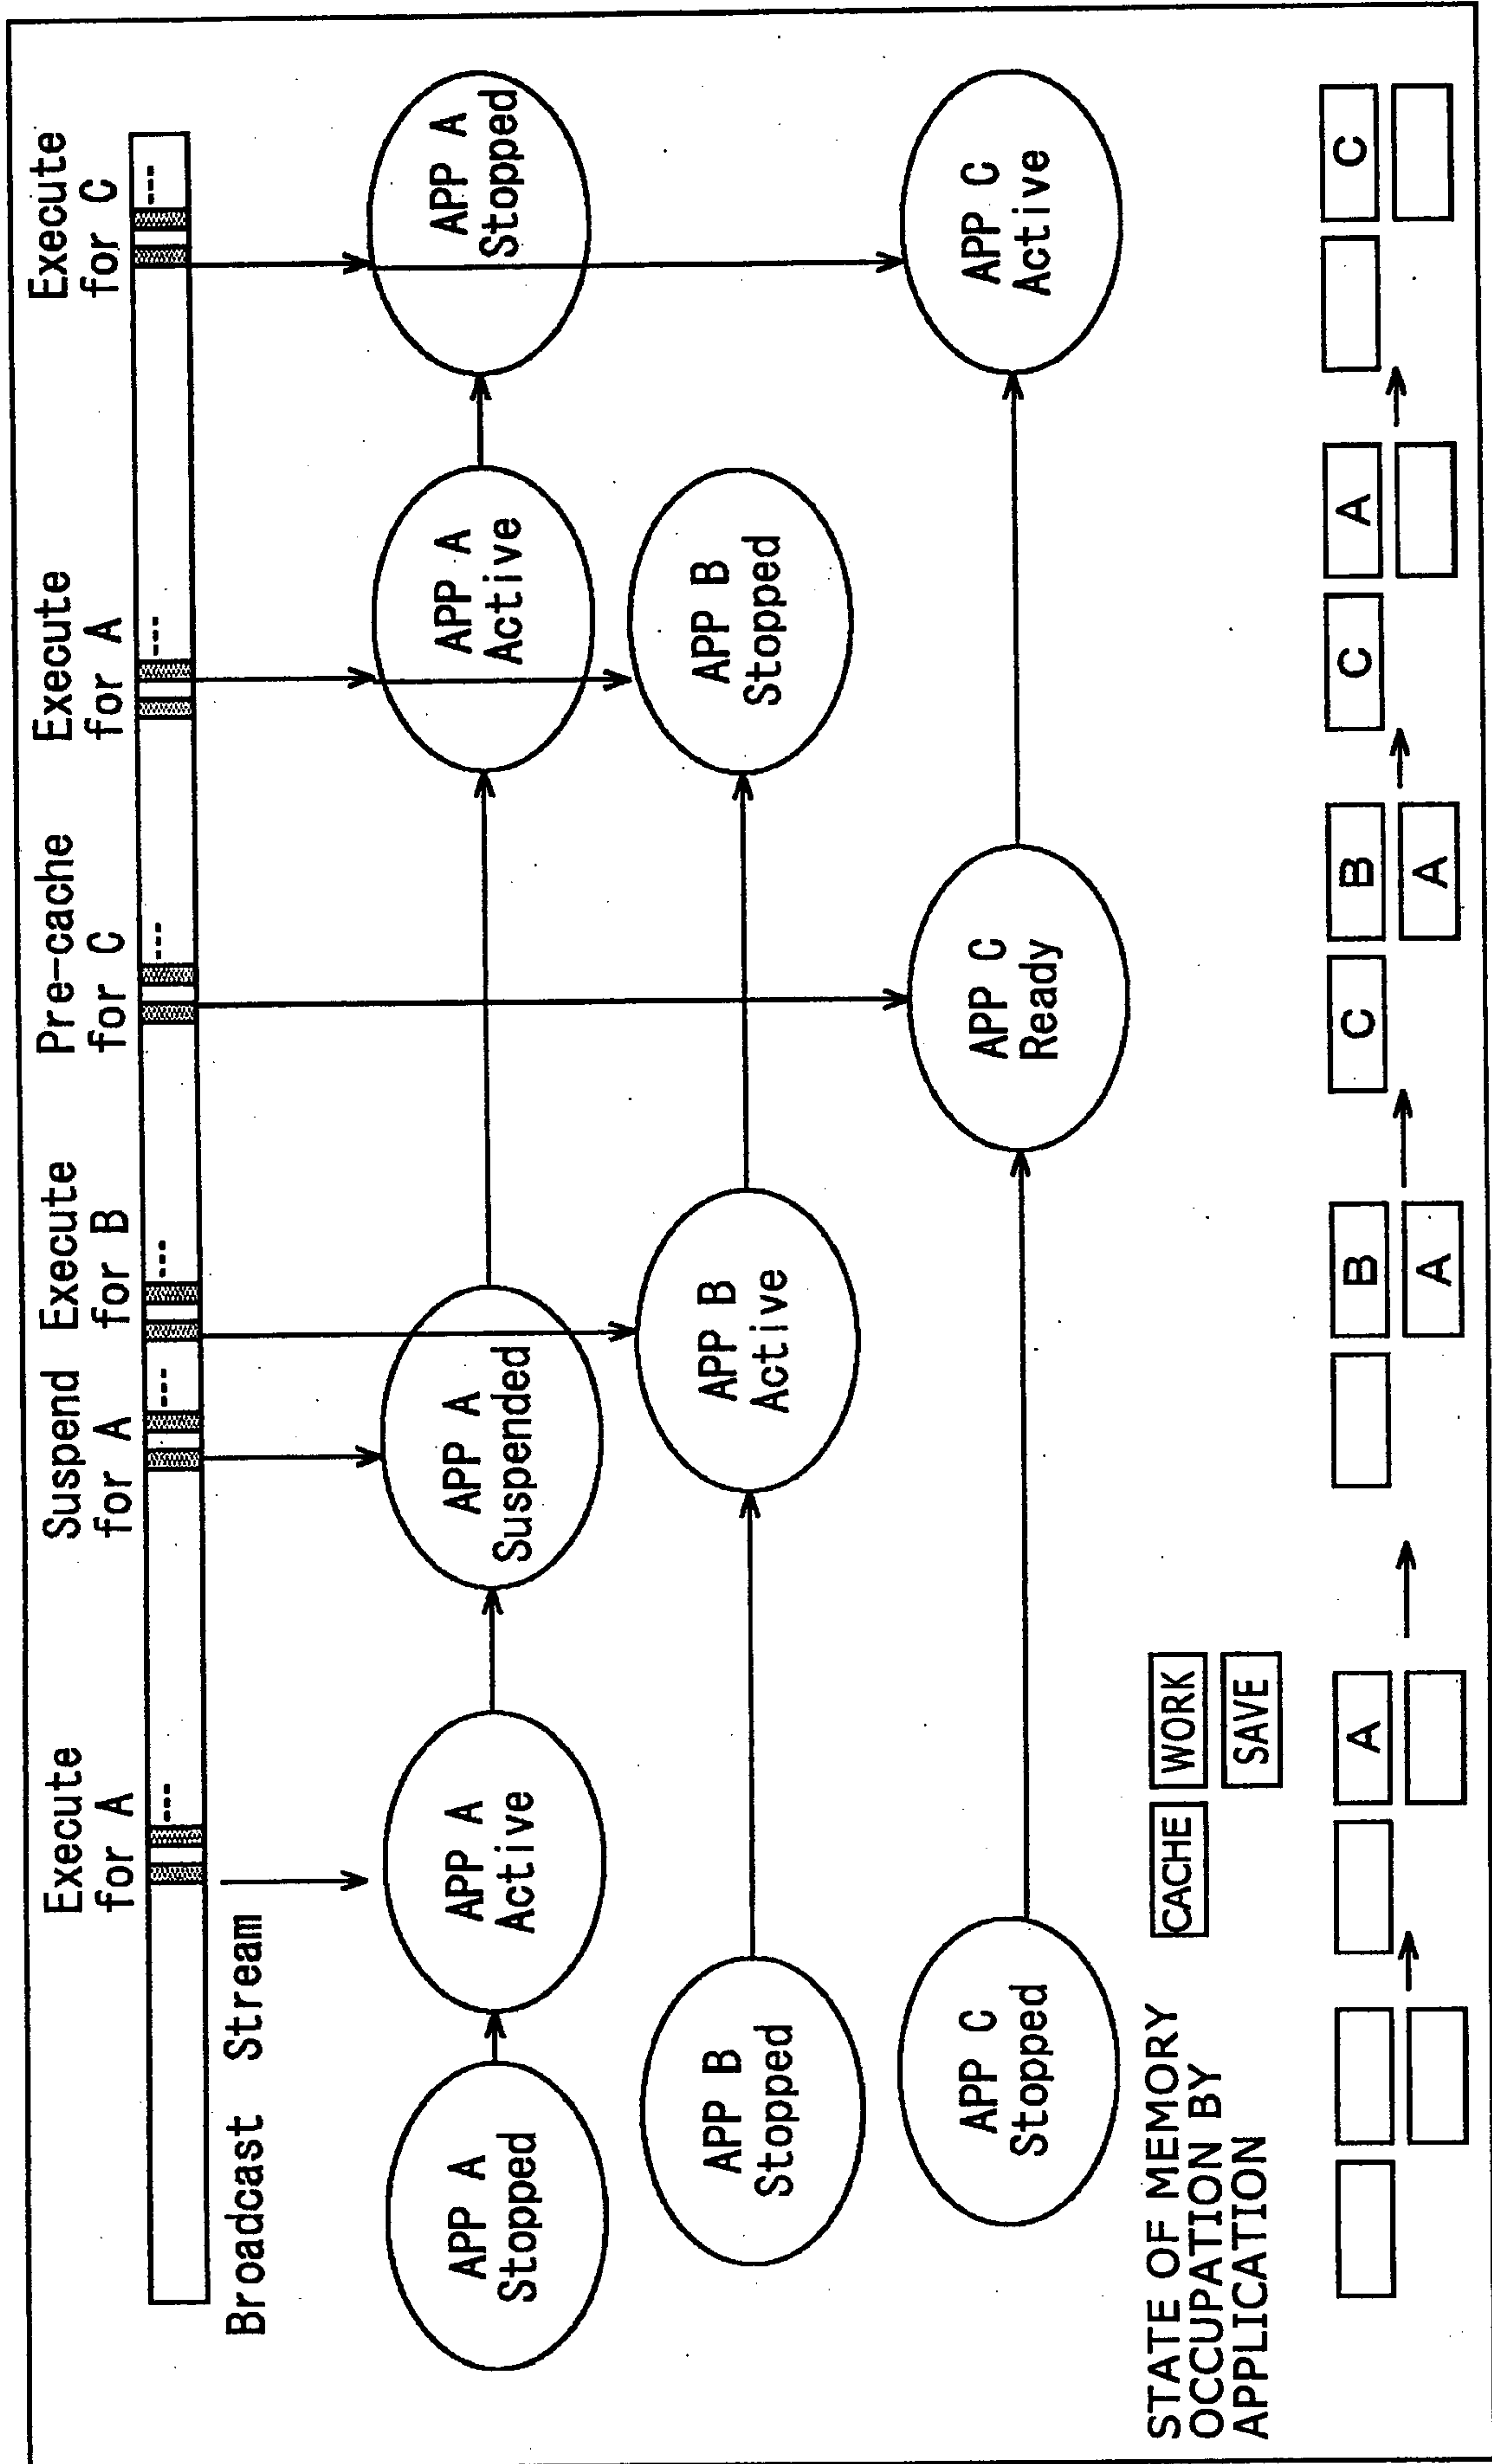 Execute
for A
Suspend
for A
Execute
for B
Pre-cache
for C
Execute
for A
Execute
for C
Broadcast Stream
APP A
Stopped
APP A
Active
APP A
Suspended
APP A
Active
APP A
Stopped
APP B
Stopped
APP B
Active
APP B
Stopped
APP C
Stopped
APP C
Ready
APP C
Active
STATE OF MEMORY
OCCUPATION BY
APPLICATION
CACHE
WORK
SAVE
A
B
A
C
B
A
C
A
C